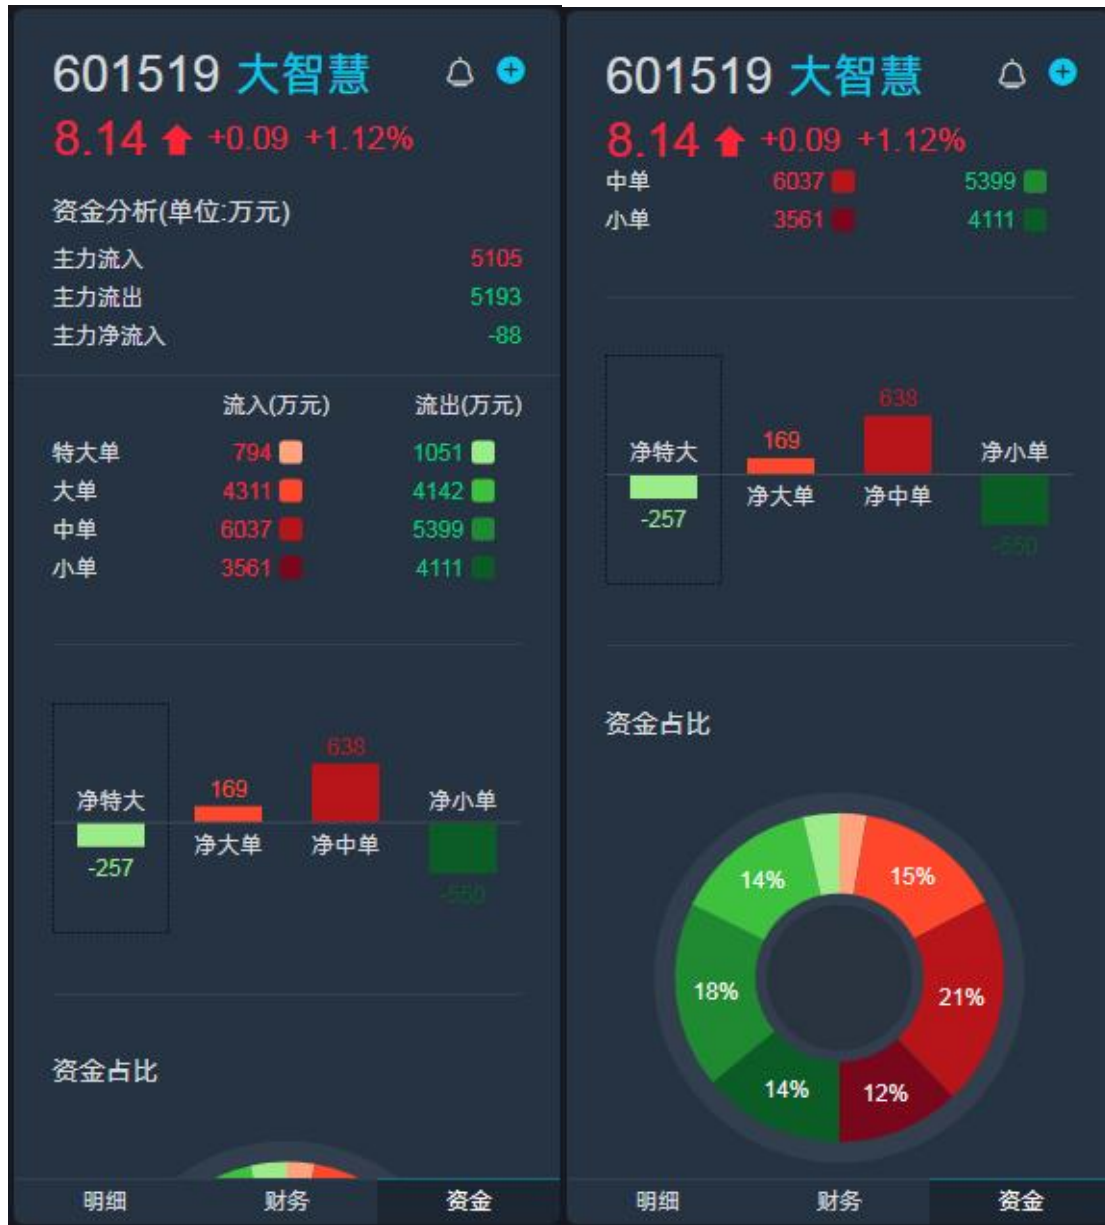 601519 大智慧
8.14 +0.09 +1.12%
资金分析(单位:万元)
主力流入 5105
主力流出 5193
主力净流入 -88
流入(万元) 流出(万元)
特大单 794 1051
大单 4311 4142
中单 6037 5399
小单 3561 4111
638
净特大 169 净小单
-257 净大单 净中单
-550
资金占比
明细 财务 资金
601519 大智慧
8.14 +0.09 +1.12%
中单 6037 5399
小单 3561 4111
638
净特大 169 净小单
-257 净大单 净中单
-550
资金占比
14% 15%
18% 21%
14% 12%
明细 财务 资金